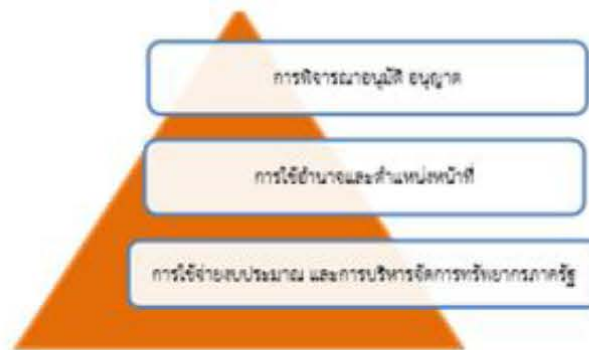 การพิจารณาอนุมัติ อนุญาต
การใช้อำนาจและตำแหน่งหน้าที่
การใช้จ่ายงบประมาณ และการบริหารจัดการทรัพยากรภาครัฐ